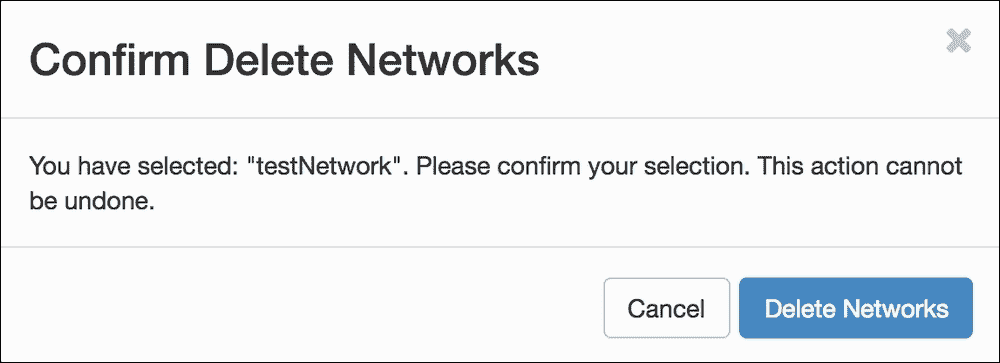 Confirm Delete Networks
You have selected: "testNetwork". Please confirm your selection. This action cannot
be undone.
Cancel
Delete Networks